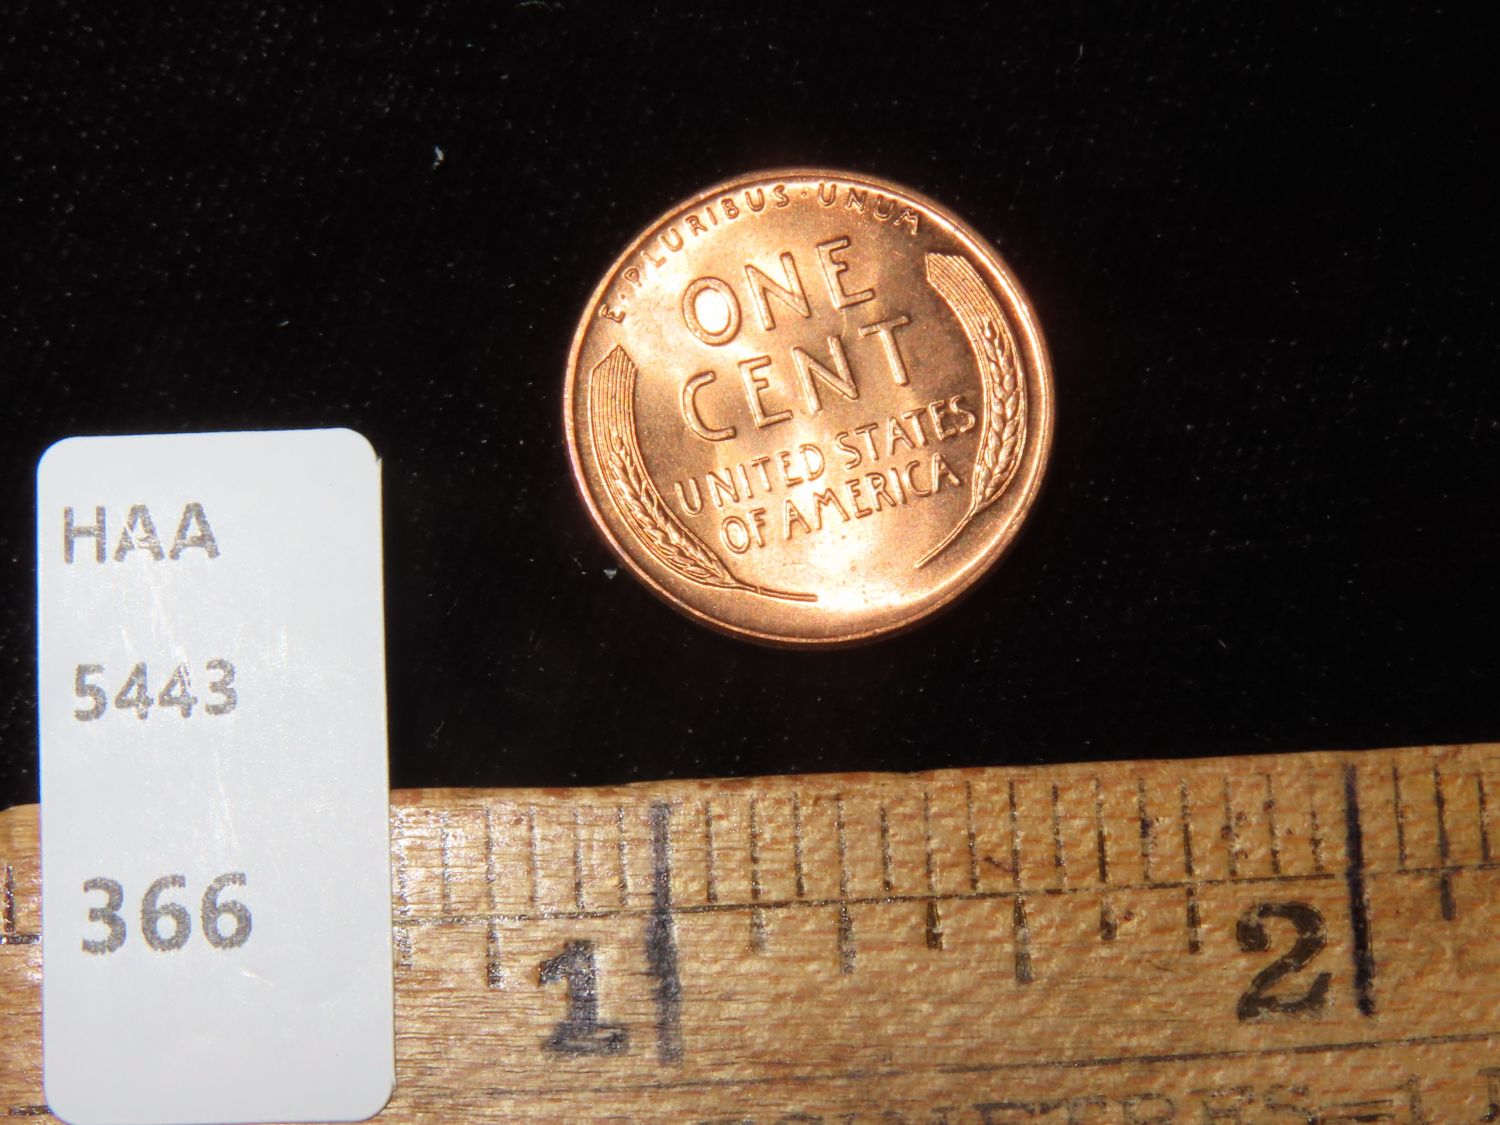 E·PLURIBUS·UNUM
ONE
CENT
UNITED STATES
OF AMERICA
HAA
5443
366
1
2